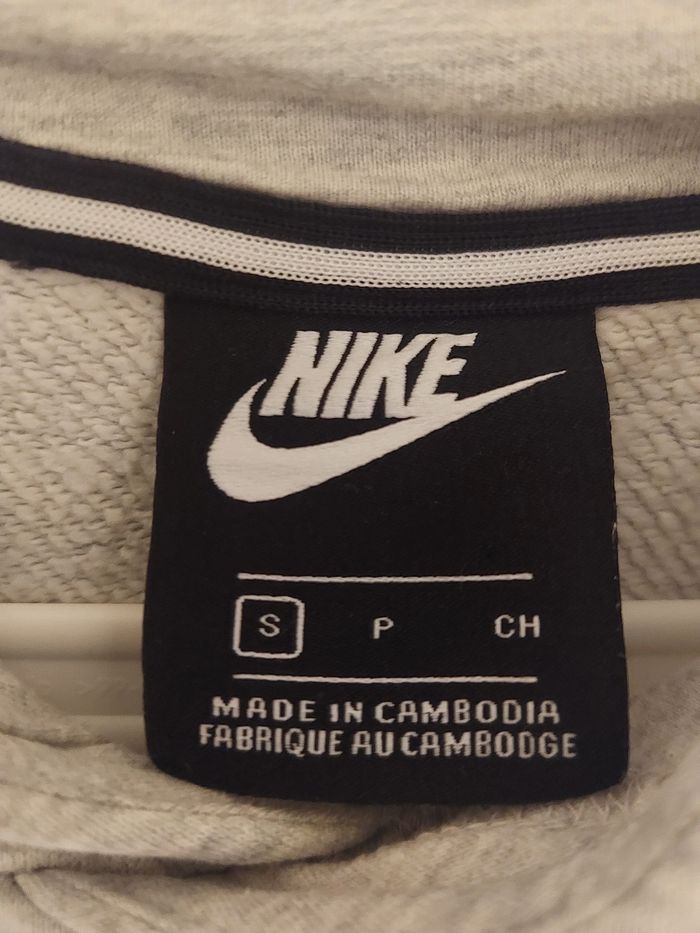 NIKE
S P CH
MADE IN CAMBODIA
FABRIQUE AU CAMBODGE